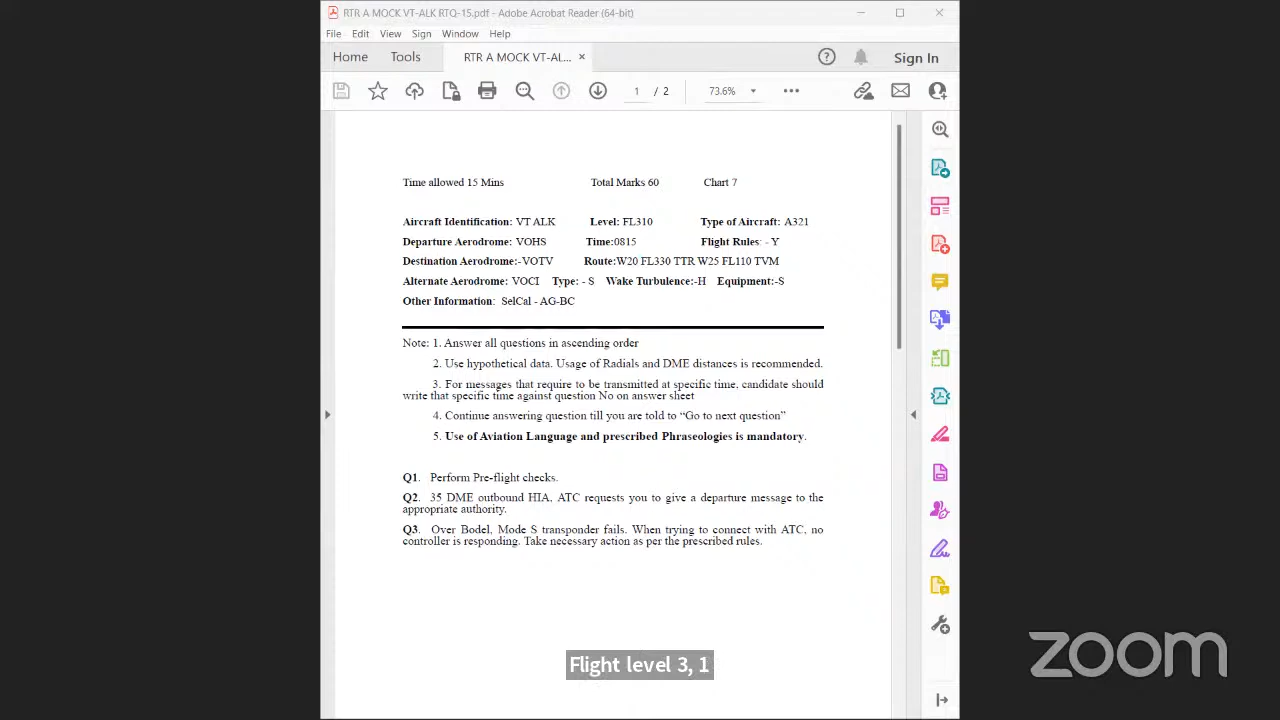 RTR A MOCK VT-ALK RTQ-15.pdf - Adobe Acrobat Reader (64-bit)
File Edit View Sign Window Help
Home Tools RTR A MOCK VT-AL... × Sign In
1 / 2 73.6%
Time allowed 15 Mins Total Marks 60 Chart 7
Aircraft Identification: VT ALK Level: FL310 Type of Aircraft: A321
Departure Aerodrome: VOHS Time:0815 Flight Rules: - Y
Destination Aerodrome:-VOTV Route:W20 FL330 TTR W25 FL110 TVM
Alternate Aerodrome: VOCI Type: - S Wake Turbulence:-H Equipment:-S
Other Information: SelCal - AG-BC
Note: 1. Answer all questions in ascending order
2. Use hypothetical data. Usage of Radials and DME distances is recommended.
3. For messages that require to be transmitted at specific time, candidate should
write that specific time against question No on answer sheet
4. Continue answering question till you are told to “Go to next question”
5. Use of Aviation Language and prescribed Phraseologies is mandatory.
Q1. Perform Pre-flight checks.
Q2. 35 DME outbound HIA, ATC requests you to give a departure message to the
appropriate authority.
Q3. Over Bodel, Mode S transponder fails. When trying to connect with ATC, no
controller is responding. Take necessary action as per the prescribed rules.
Flight level 3, 1
zoom